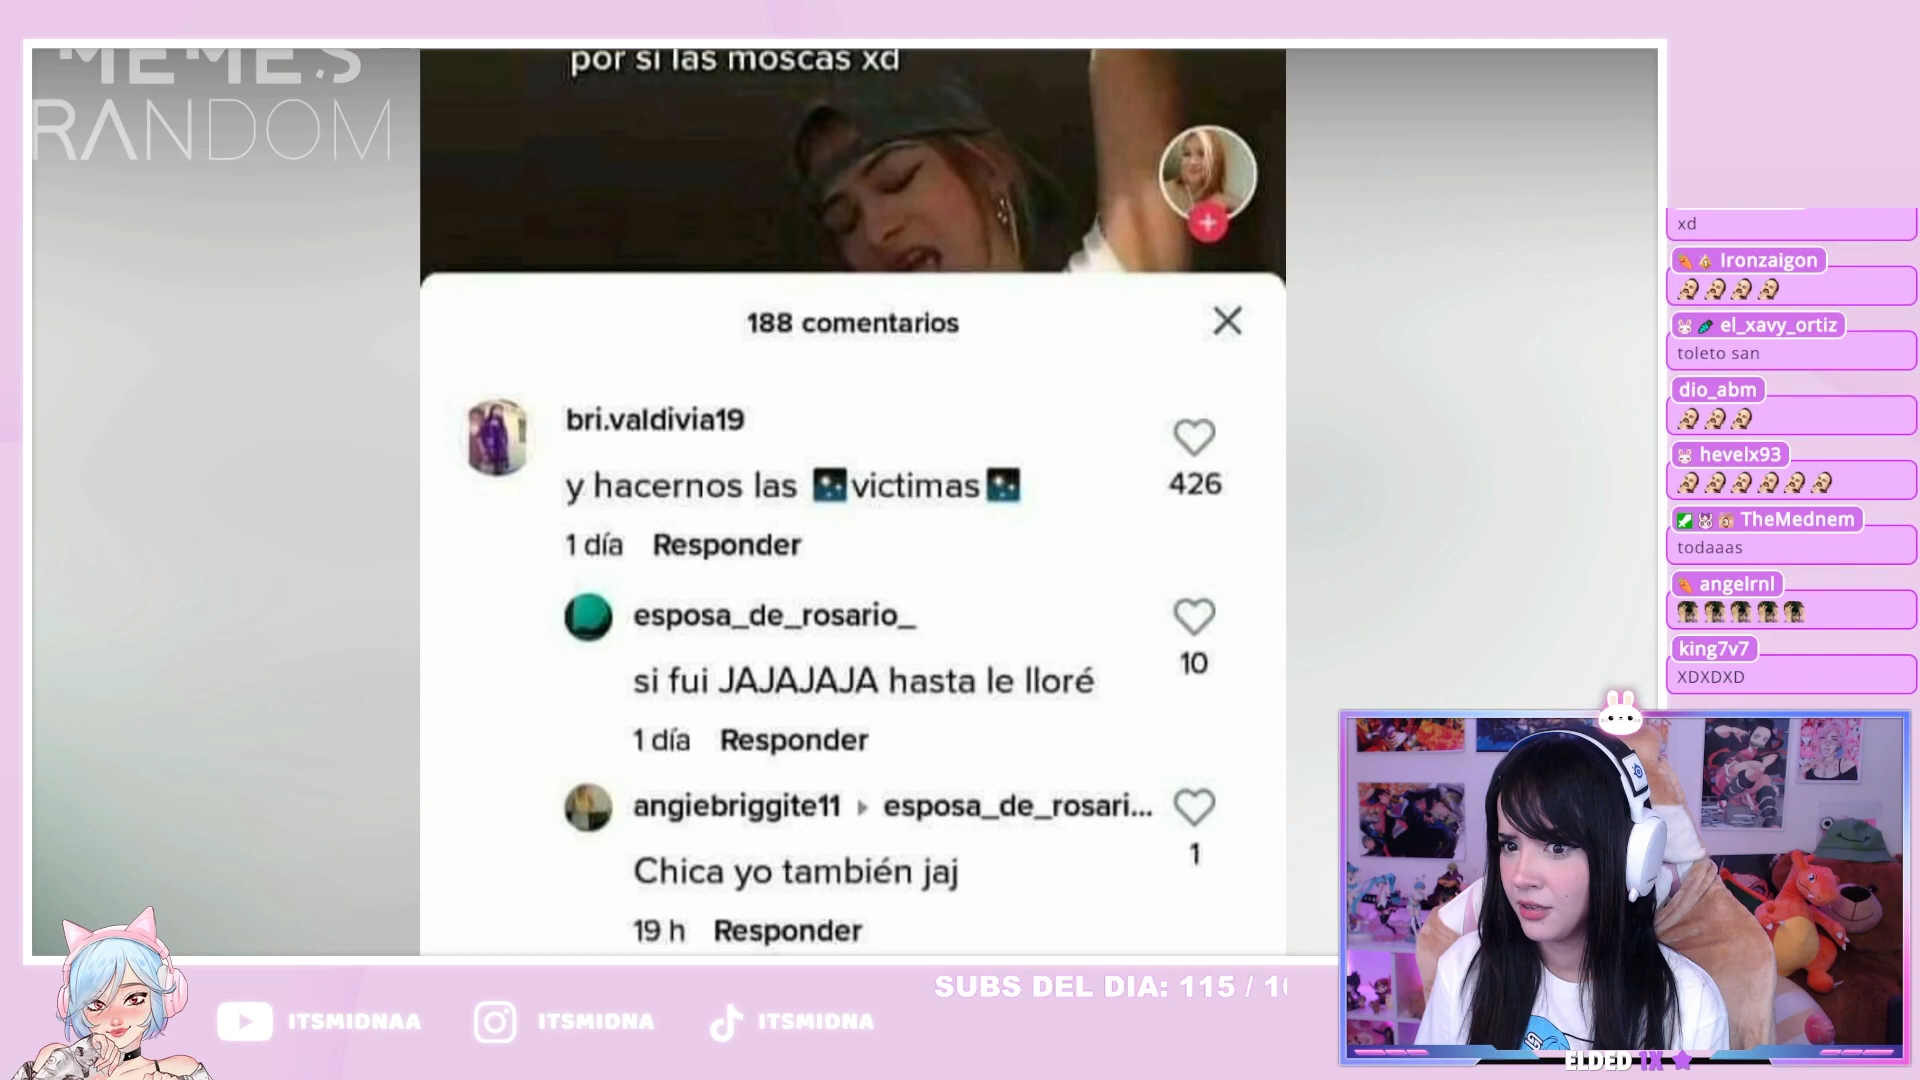 MEMES
RANDOM
por si las moscas xd
188 comentarios
bri.valdivia19
y hacernos las 🌃victimas🌃
426
1 día Responder
esposa_de_rosario_
si fui JAJAJAJA hasta le lloré
10
1 día Responder
angiebriggite11 ▸ esposa_de_rosari...
Chica yo también jaj
1
19 h Responder
xd
Ironzaigon
el_xavy_ortiz
toleto san
dio_abm
hevelx93
TheMednem
todaaas
angelrnl
king7v7
XDXDXD
SUBS DEL DIA: 115 /
ITSMIDNAA
ITSMIDNA
ITSMIDNA
ELDED 1X